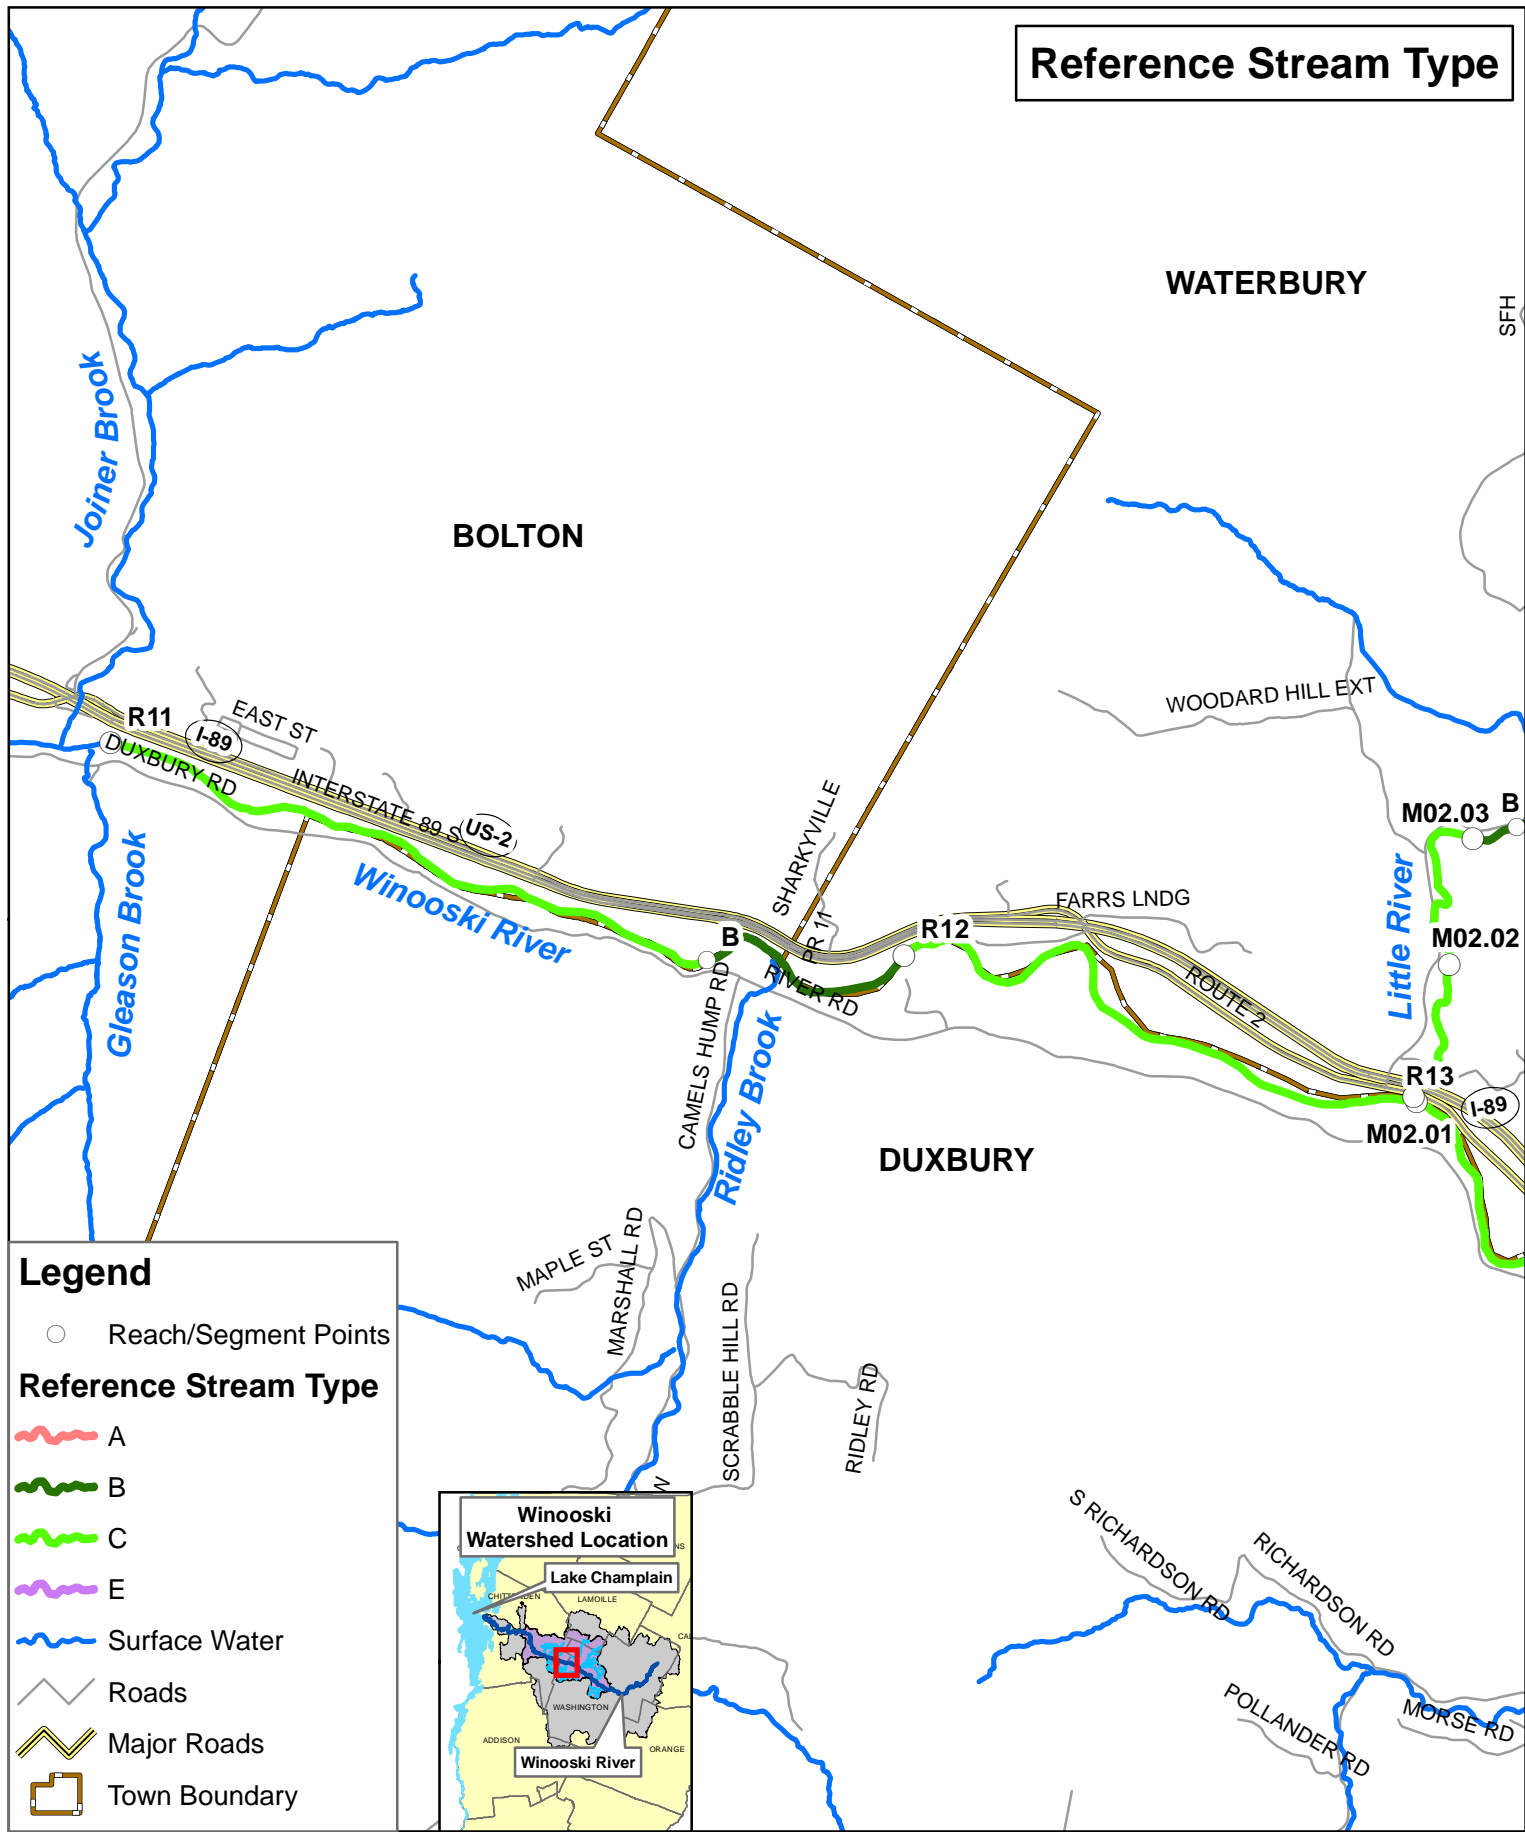 Reference Stream Type
WATERBURY
SFH
Joiner Brook
BOLTON
WOODARD HILL EXT
R11
EAST ST
I-89
DUXBURY RD
INTERSTATE 89 S
US-2
SHARKYVILLE
M02.03
B
Gleason Brook
Winooski River
Little River
FARRS LNDG
B
PR 11
R12
M02.02
RIVER RD
ROUTE 2
CAMELS HUMP RD
Ridley Brook
R13
I-89
M02.01
DUXBURY
MAPLE ST
MARSHALL RD
SCRABBLE HILL RD
RIDLEY RD
W
S RICHARDSON RD
RICHARDSON RD
POLLANDER RD
MORSE RD
Legend
Reach/Segment Points
Reference Stream Type
A
B
C
E
Surface Water
Roads
Major Roads
Town Boundary
Winooski
Watershed Location
Lake Champlain
LAMOILLE
WASHINGTON
ADDISON
ORANGE
Winooski River